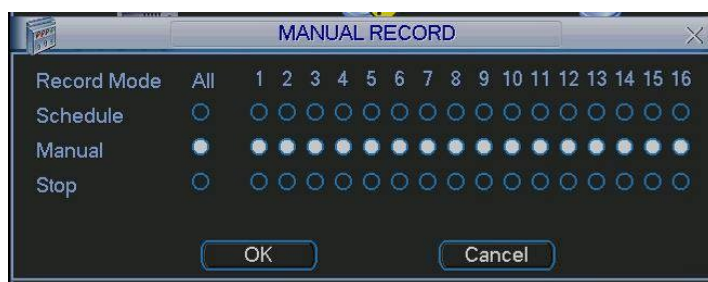 MANUAL RECORD
Record Mode All 1 2 3 4 5 6 7 8 9 10 11 12 13 14 15 16
Schedule
Manual
Stop
OK Cancel